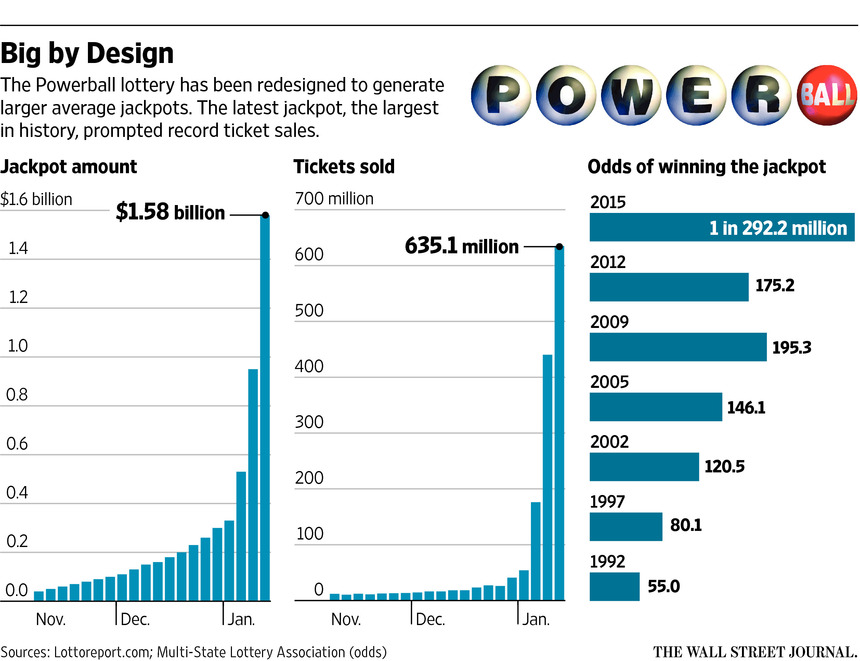 Big by Design
The Powerball lottery has been redesigned to generate
larger average jackpots. The latest jackpot, the largest
in history, prompted record ticket sales.
POWER BALL
Jackpot amount
$1.6 billion
$1.58 billion
1.4
1.2
1.0
0.8
0.6
0.4
0.2
0.0
Nov. Dec. Jan.
Tickets sold
700 million
635.1 million
600
500
400
300
200
100
0
Nov. Dec. Jan.
Odds of winning the jackpot
2015
1 in 292.2 million
2012
175.2
2009
195.3
2005
146.1
2002
120.5
1997
80.1
1992
55.0
Sources: Lottoreport.com; Multi-State Lottery Association (odds)
THE WALL STREET JOURNAL.